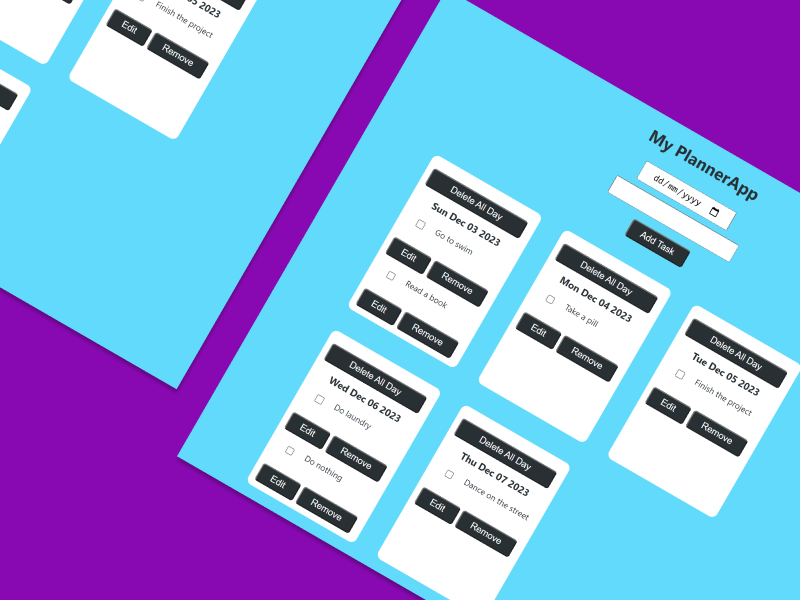 05 2023
Finish the project
Edit Remove
My PlannerApp
dd/mm/yyyy
Add Task
Delete All Day
Sun Dec 03 2023
Go to swim
Edit Remove
Read a book
Edit Remove
Delete All Day
Mon Dec 04 2023
Take a pill
Edit Remove
Delete All Day
Tue Dec 05 2023
Finish the project
Edit Remove
Delete All Day
Wed Dec 06 2023
Do laundry
Edit Remove
Do nothing
Edit Remove
Delete All Day
Thu Dec 07 2023
Dance on the street
Edit Remove